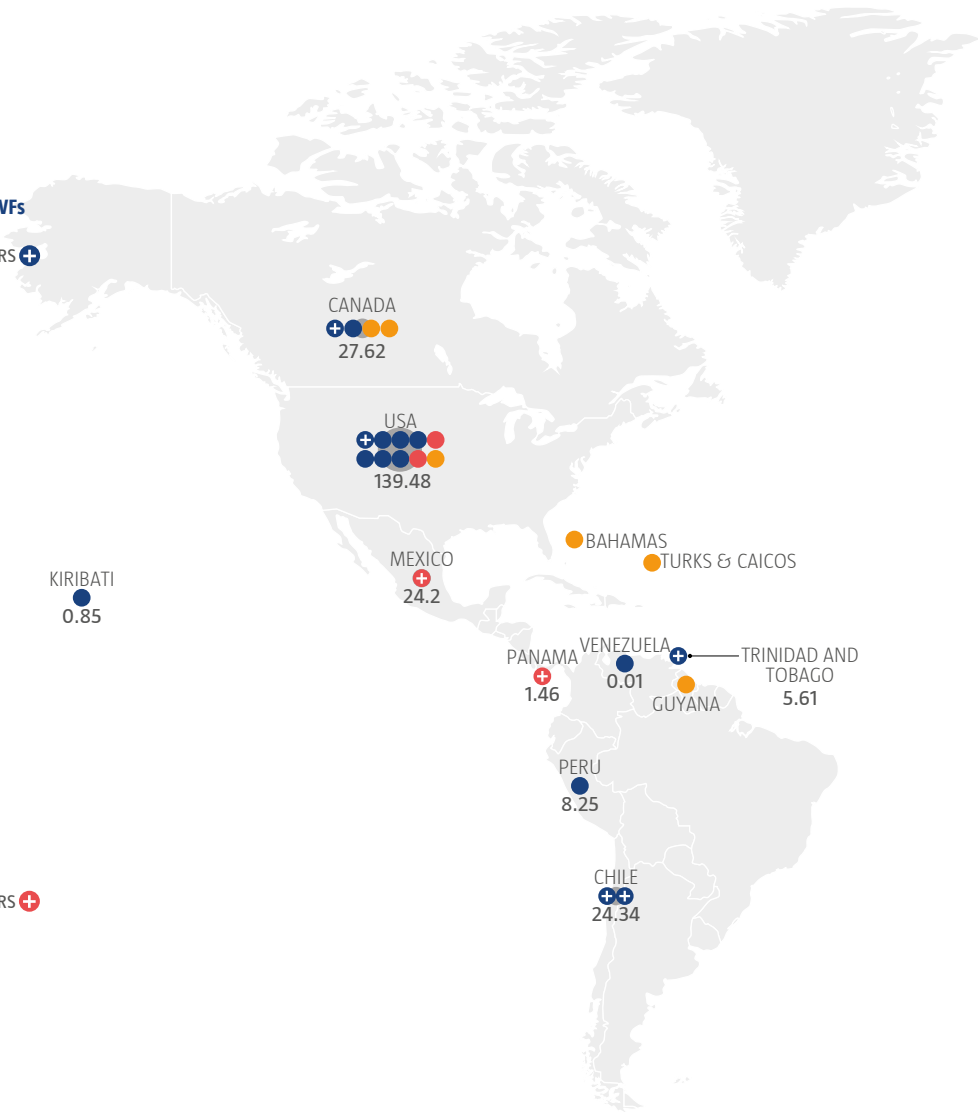 WFs
RS
CANADA
27.62
USA
139.48
BAHAMAS
TURKS & CAICOS
MEXICO
24.2
KIRIBATI
0.85
VENEZUELA
0.01
TRINIDAD AND
TOBAGO
5.61
PANAMA
1.46
GUYANA
PERU
8.25
CHILE
24.34
RS